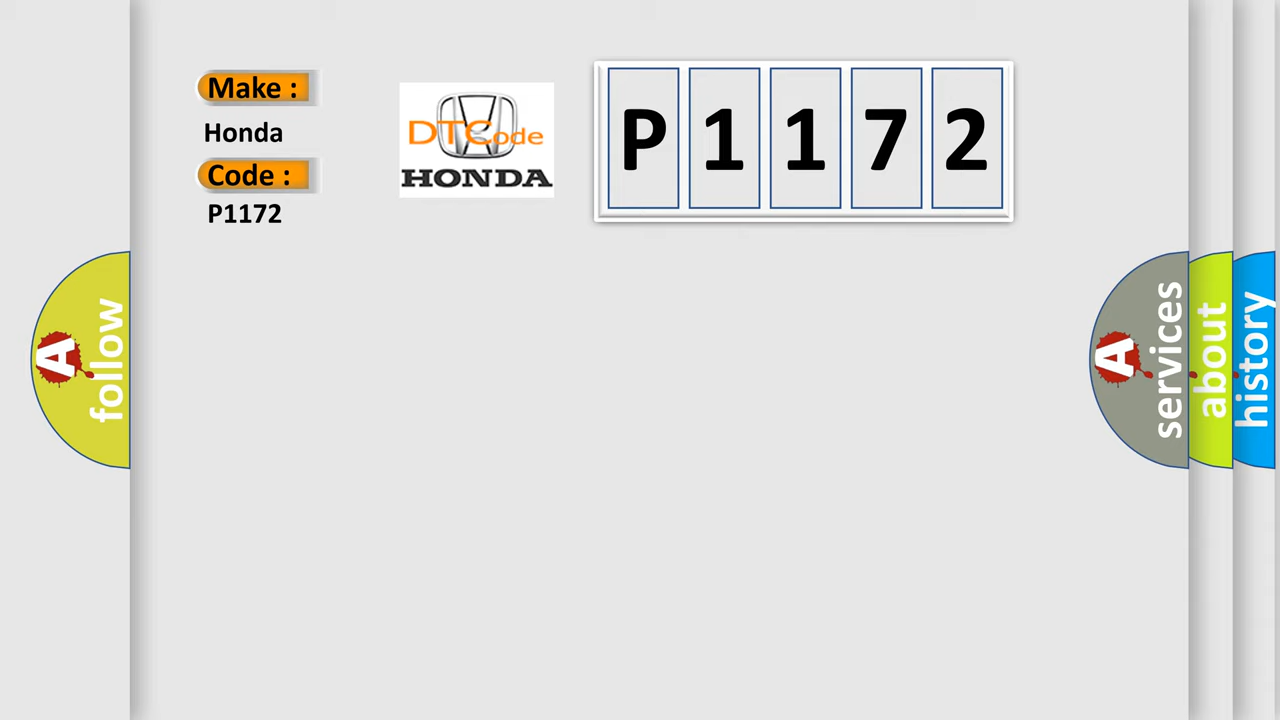 Make :
Honda
Code :
P1172
DTCode
HONDA
P 1 1 7 2
A follow
A services
about
history